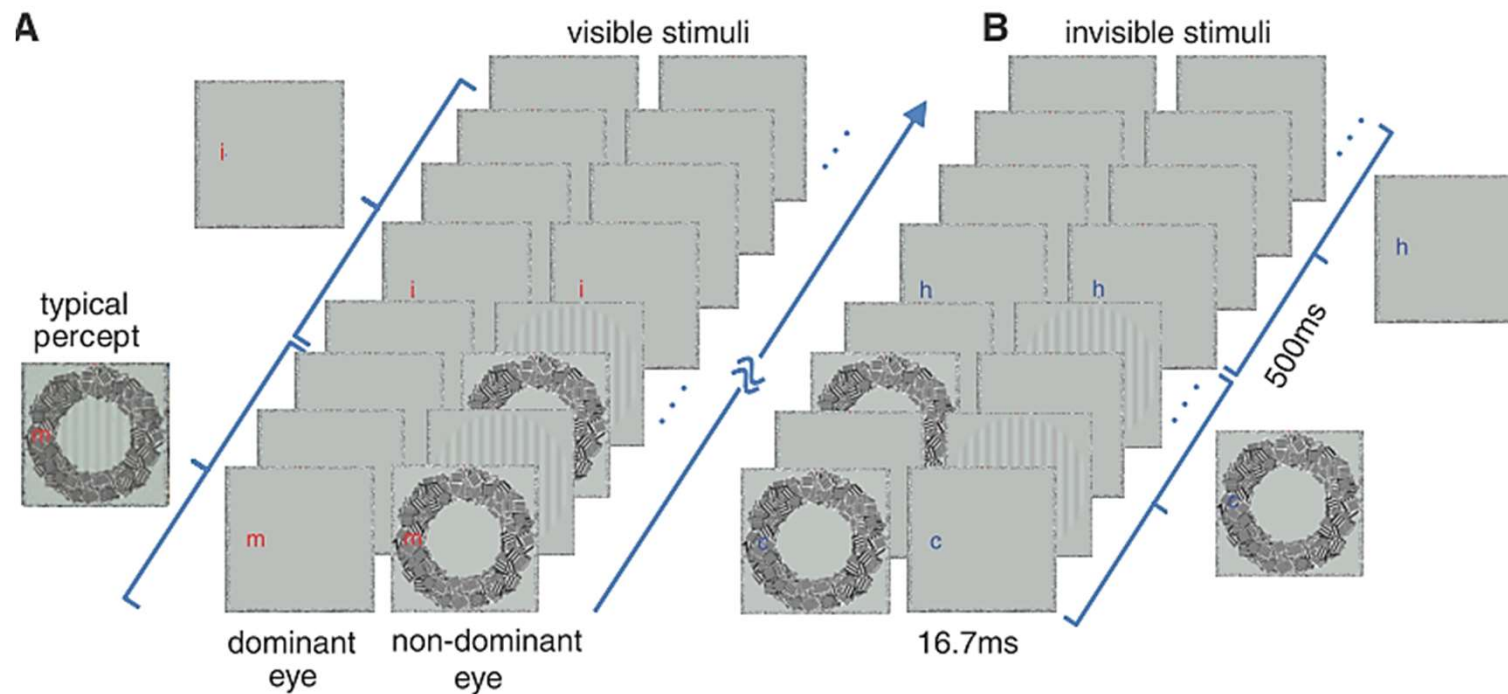 A
visible stimuli
B
invisible stimuli
i
i
i
h
h
h
typical
percept
m
m
m
500ms
c
c
c
dominant
eye
non-dominant
eye
16.7ms